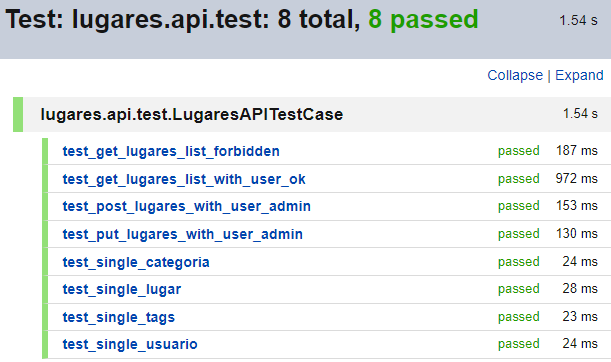 Test: lugares.api.test: 8 total, 8 passed 1.54 s
Collapse | Expand
lugares.api.test.LugaresAPITestCase 1.54 s
test_get_lugares_list_forbidden passed 187 ms
test_get_lugares_list_with_user_ok passed 972 ms
test_post_lugares_with_user_admin passed 153 ms
test_put_lugares_with_user_admin passed 130 ms
test_single_categoria passed 24 ms
test_single_lugar passed 28 ms
test_single_tags passed 23 ms
test_single_usuario passed 24 ms